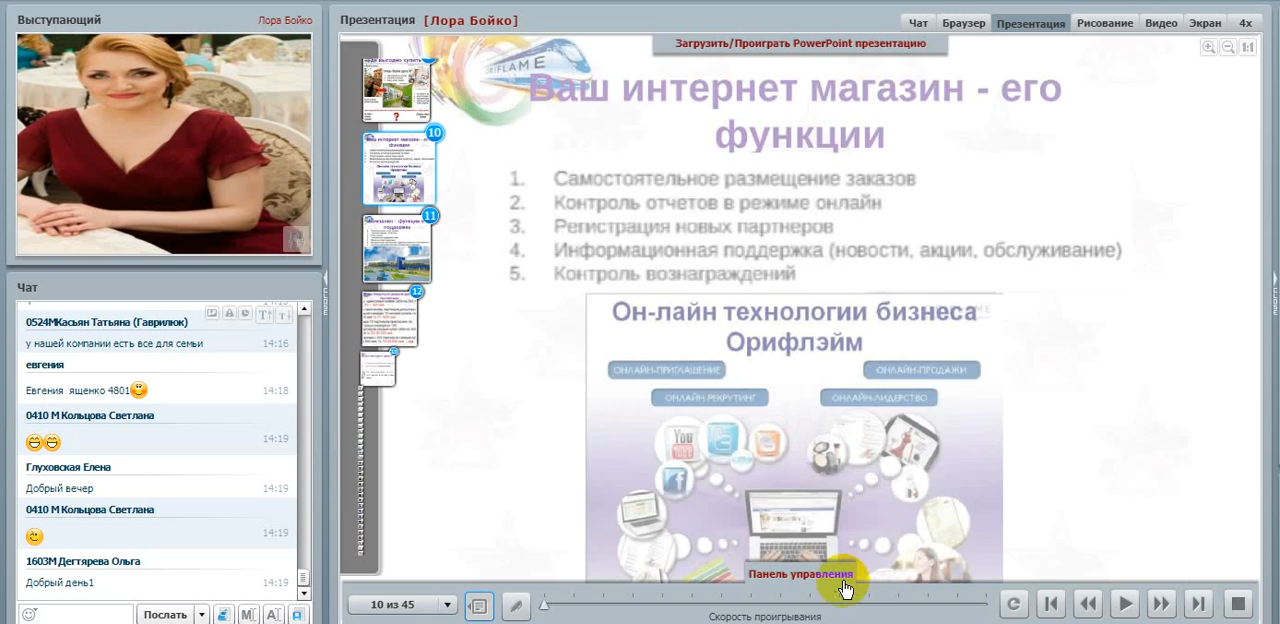 Выступающий
Лора Бойко
Презентация [Лора Бойко]
Чат
Браузер
Презентация
Рисование
Видео
Экран
4x
Загрузить/Проиграть PowerPoint презентацию
1:1
ORIFLAME
Ваш интернет магазин - его
функции
1. Самостоятельное размещение заказов
2. Контроль отчетов в режиме онлайн
3. Регистрация новых партнеров
4. Информационная поддержка (новости, акции, обслуживание)
5. Контроль вознаграждений
Он-лайн технологии бизнеса
Орифлэйм
ОНЛАЙН-ПРИГЛАШЕНИЕ
ОНЛАЙН-ПРОДАЖИ
ОНЛАЙН-РЕКРУТИНГ
ОНЛАЙН-ЛИДЕРСТВО
You
Tube
10
11
12
Чат
0524МКасьян Татьяна (Гаврилюк)
у нашей компании есть все для семьи 14:16
евгения
Евгения ященко 4801 14:18
0410 М Кольцова Светлана
14:19
Глуховская Елена
Добрый вечер 14:19
0410 М Кольцова Светлана
14:19
1603М Дегтярева Ольга
Добрый день1 14:19
Послать
Панель управления
10 из 45
Скорость проигрывания